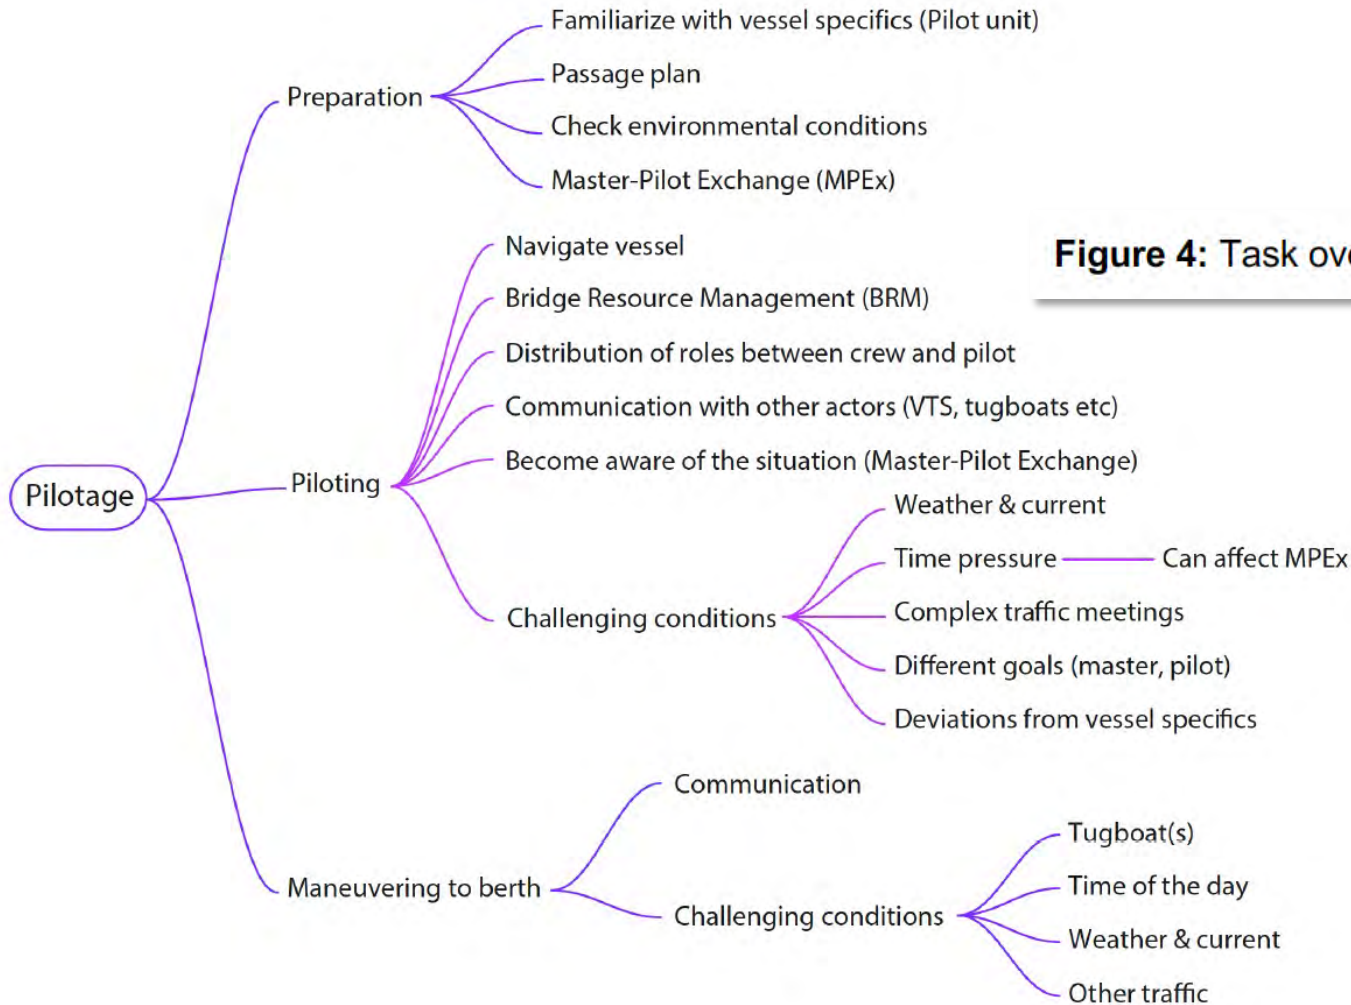 Familiarize with vessel specifics (Pilot unit)
Preparation
Passage plan
Check environmental conditions
Master-Pilot Exchange (MPEx)
Figure 4: Task
Navigate vessel
Bridge Resource Management (BRM)
Distribution of roles between crew and pilot
Communication with other actors (VTS, tugboats etc)
Become aware of the situation (Master-Pilot Exchange)
Pilotage
Piloting
Weather & current
Time pressure
Can affect MPEx
Challenging conditions
Complex traffic meetings
Different goals (master, pilot)
Deviations from vessel specifics
Communication
Maneuvering to berth
Challenging conditions
Tugboat(s)
Time of the day
Weather & current
Other traffic